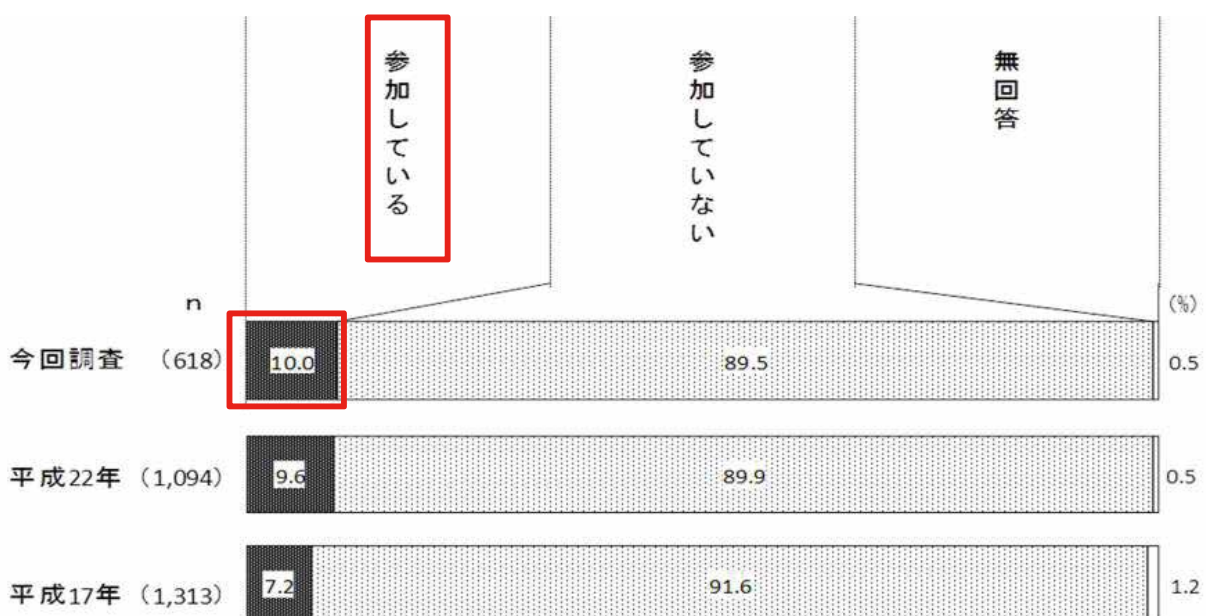 参加している
参加していない
無回答
n
(%)
今回調査 (618) 10.0 89.5 0.5
平成22年 (1,094) 9.6 89.9 0.5
平成17年 (1,313) 7.2 91.6 1.2